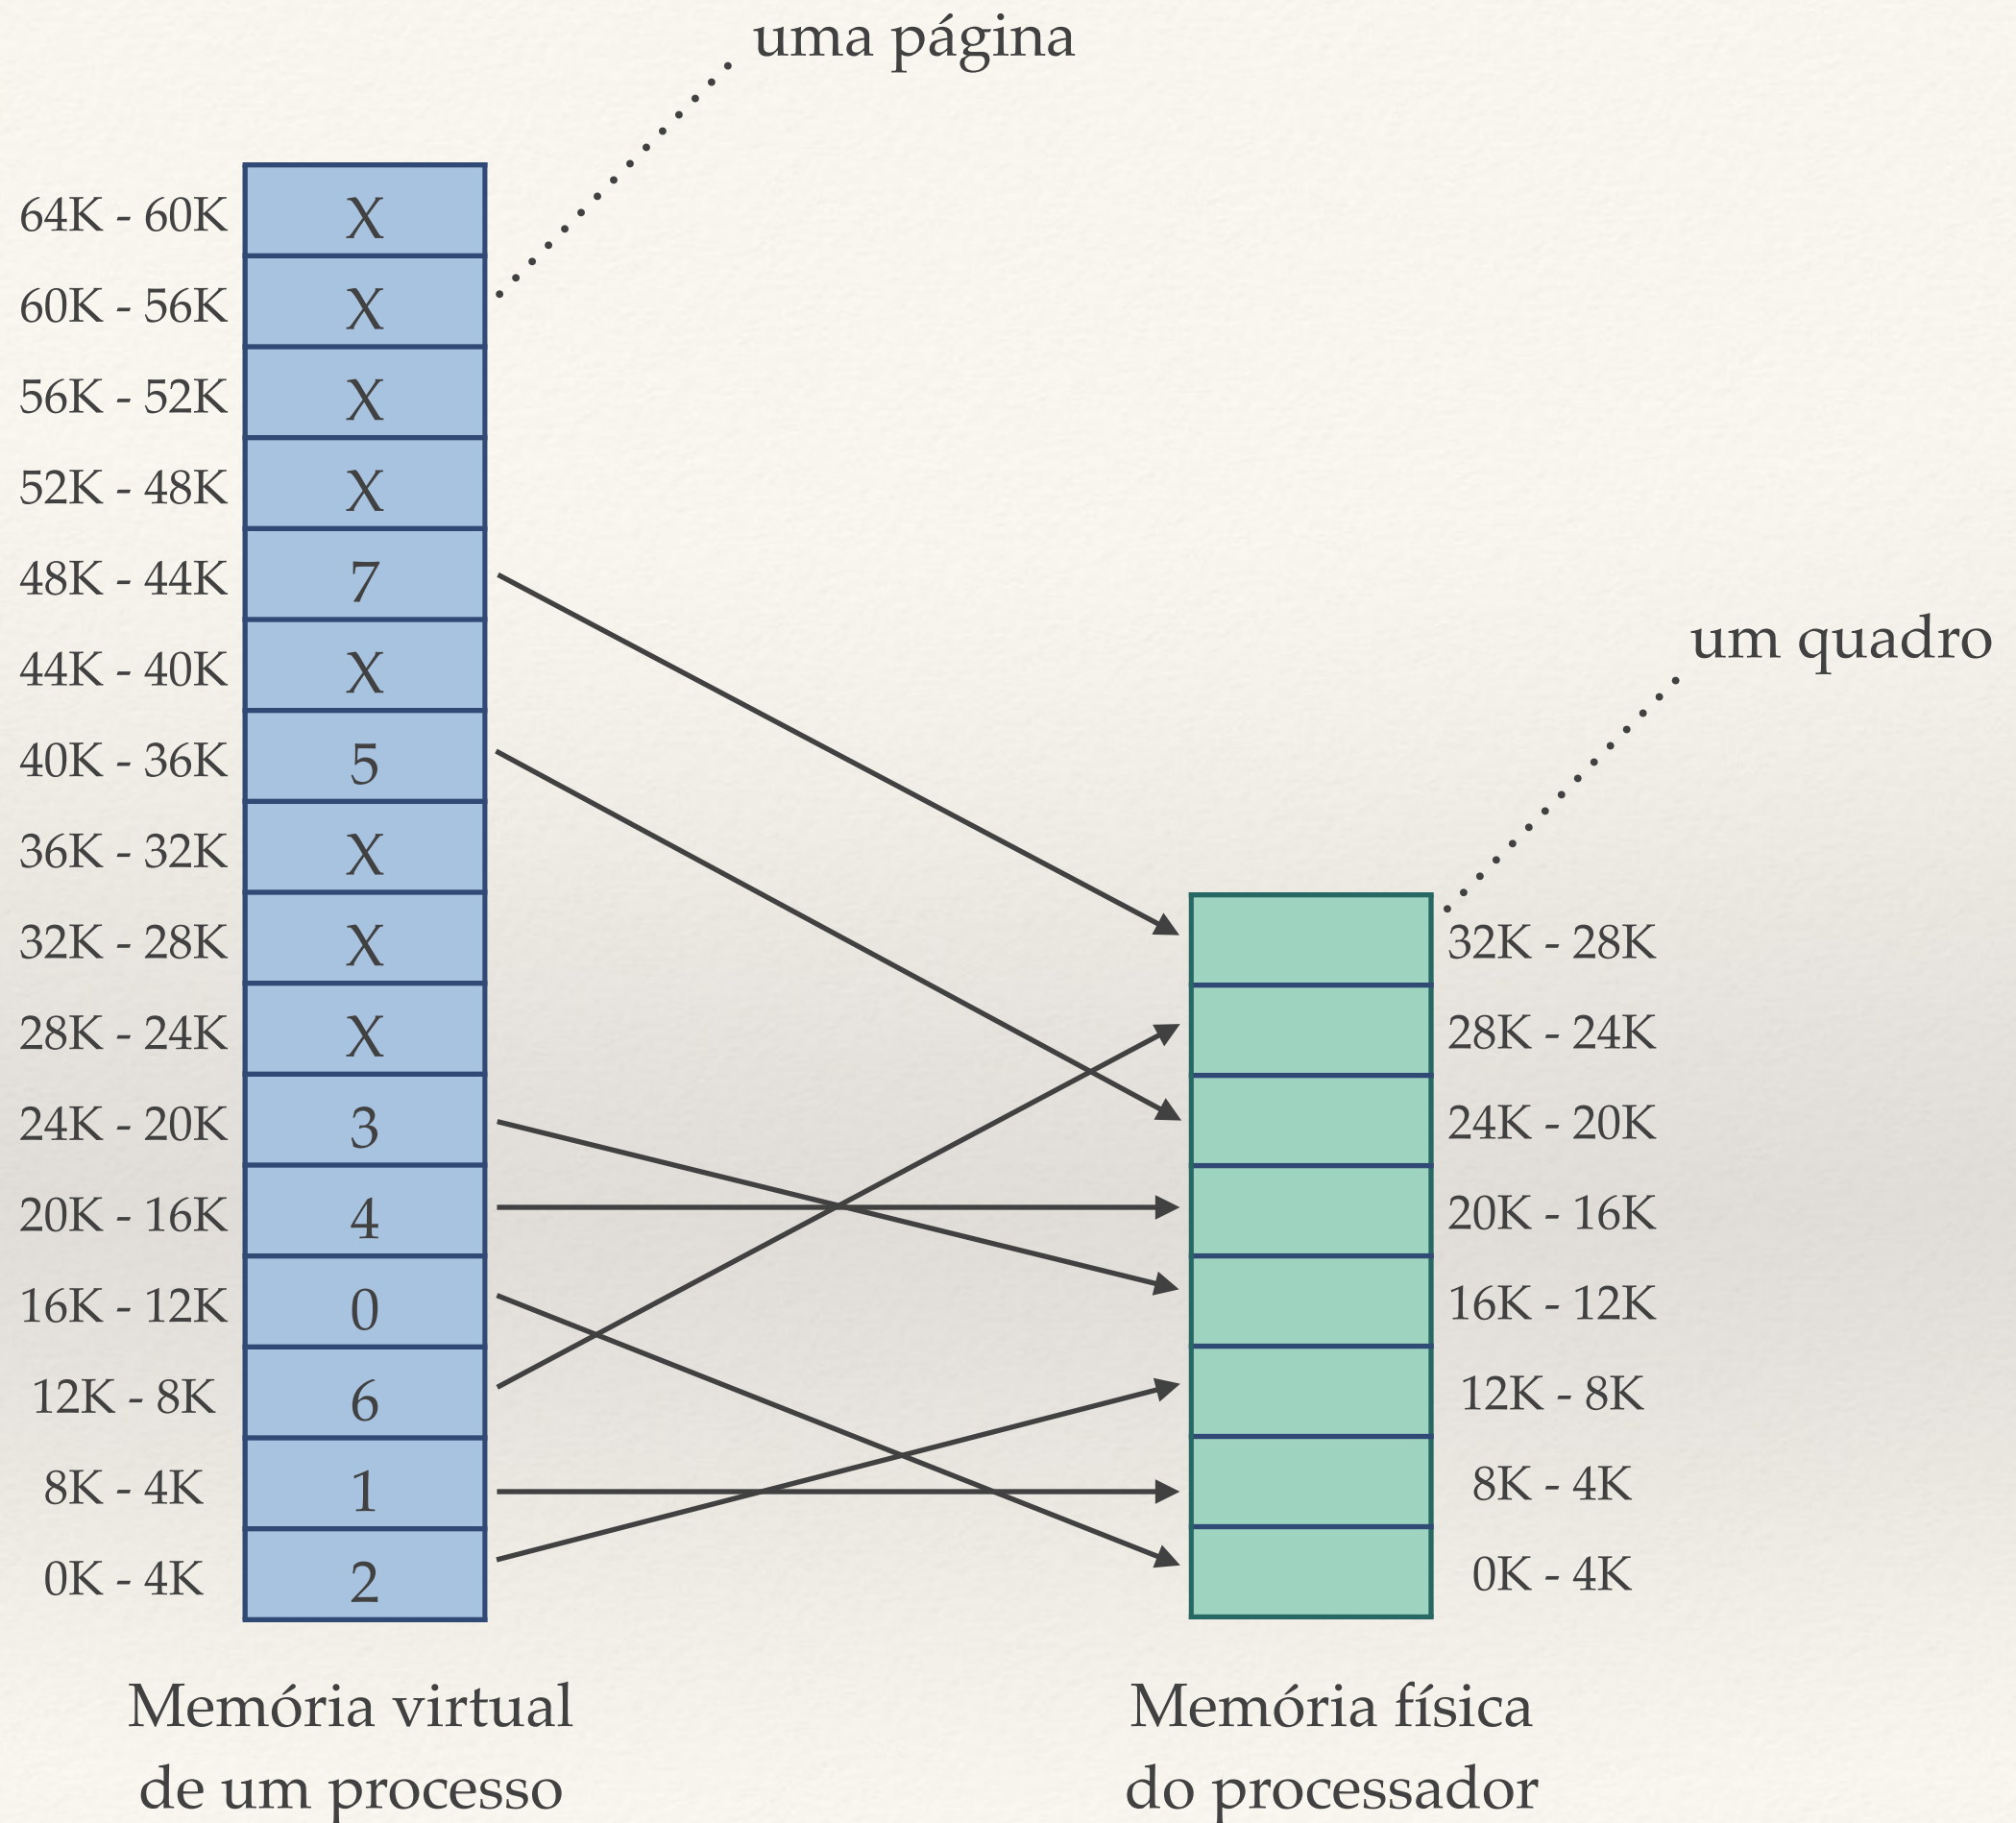 uma página
64K - 60K X
60K - 56K X
56K - 52K X
52K - 48K X
48K - 44K 7
44K - 40K X
40K - 36K 5
36K - 32K X
32K - 28K X
28K - 24K X
24K - 20K 3
20K - 16K 4
16K - 12K 0
12K - 8K 6
8K - 4K 1
0K - 4K 2
Memória virtual
de um processo
um quadro
32K - 28K
28K - 24K
24K - 20K
20K - 16K
16K - 12K
12K - 8K
8K - 4K
0K - 4K
Memória física
do processador